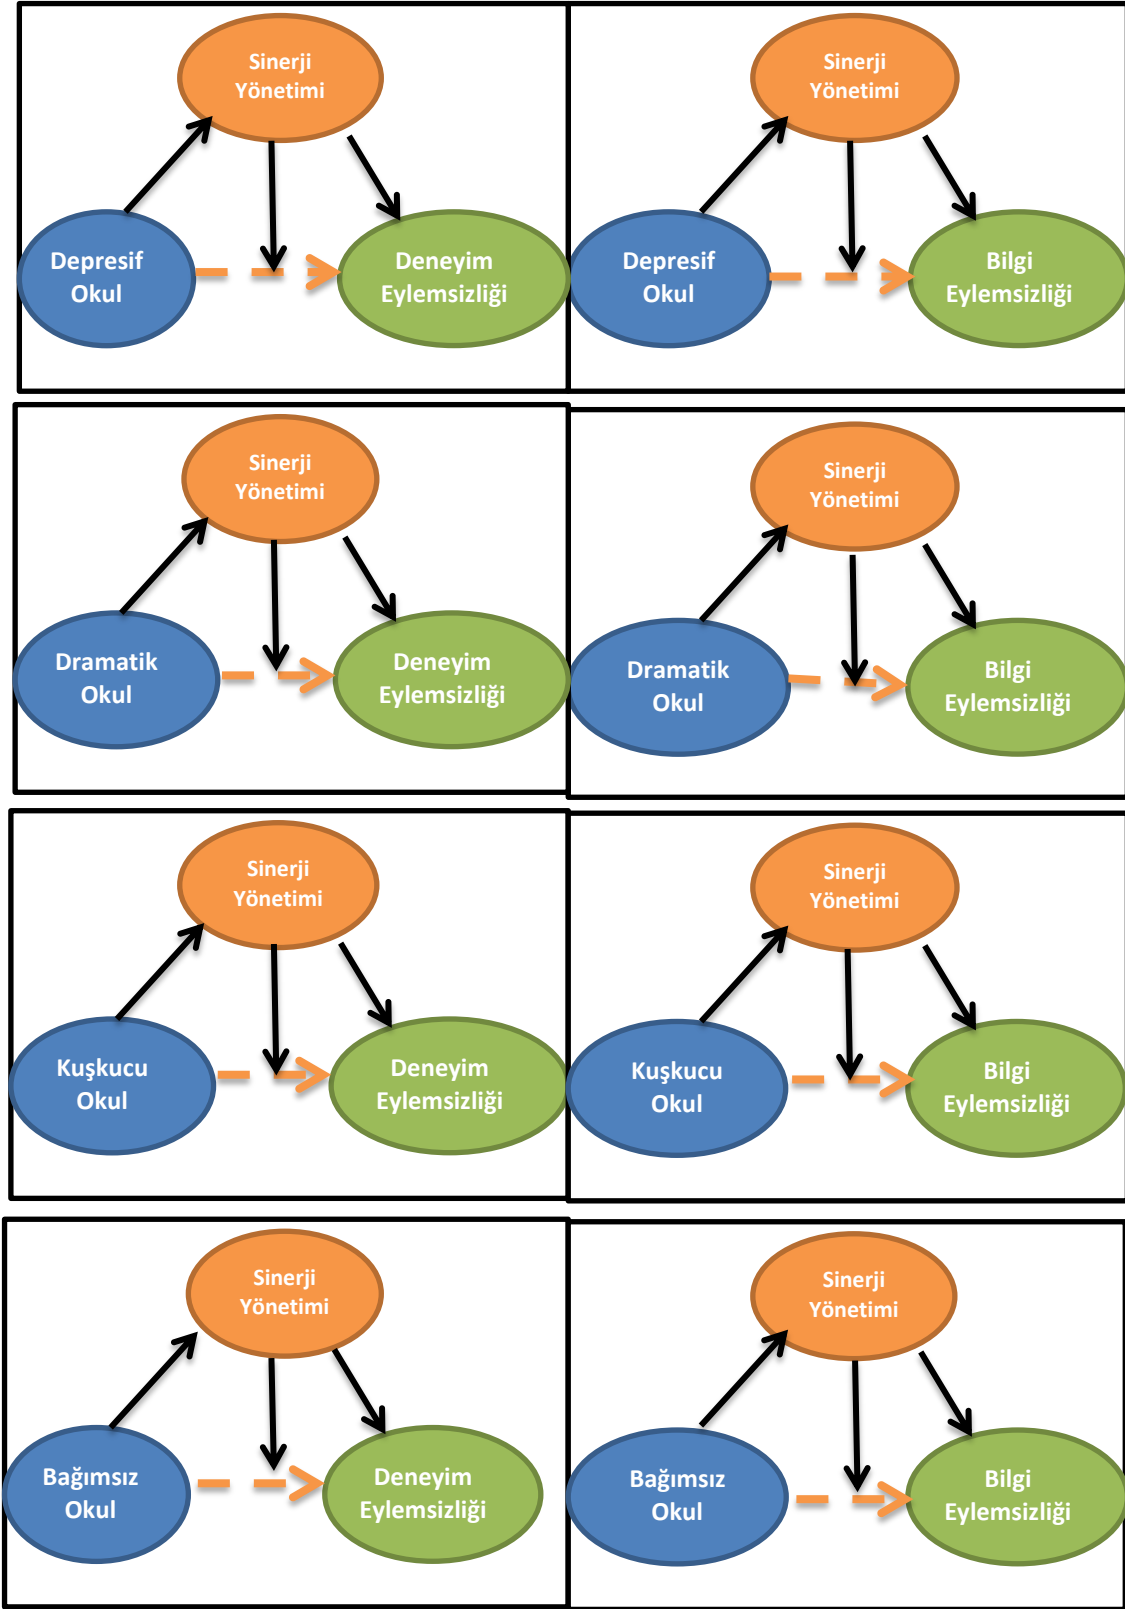 Sinerji
Yönetimi
Depresif
Okul
Deneyim
Eylemsizliği
Sinerji
Yönetimi
Depresif
Okul
Bilgi
Eylemsizliği
Sinerji
Yönetimi
Dramatik
Okul
Deneyim
Eylemsizliği
Sinerji
Yönetimi
Dramatik
Okul
Bilgi
Eylemsizliği
Sinerji
Yönetimi
Kuşkucu
Okul
Deneyim
Eylemsizliği
Sinerji
Yönetimi
Kuşkucu
Okul
Bilgi
Eylemsizliği
Sinerji
Yönetimi
Bağımsız
Okul
Deneyim
Eylemsizliği
Sinerji
Yönetimi
Bağımsız
Okul
Bilgi
Eylemsizliği